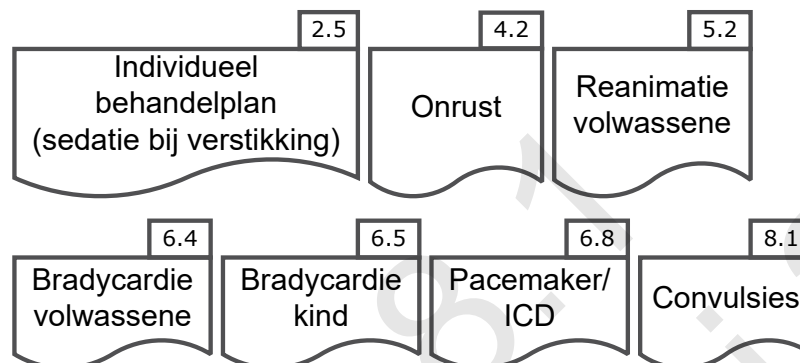 2.5
Individueel
behandelplan
(sedatie bij verstikking)
4.2
Onrust
5.2
Reanimatie
volwassene
6.4
Bradycardie
volwassene
6.5
Bradycardie
kind
6.8
Pacemaker/
ICD
8.1
Convulsies